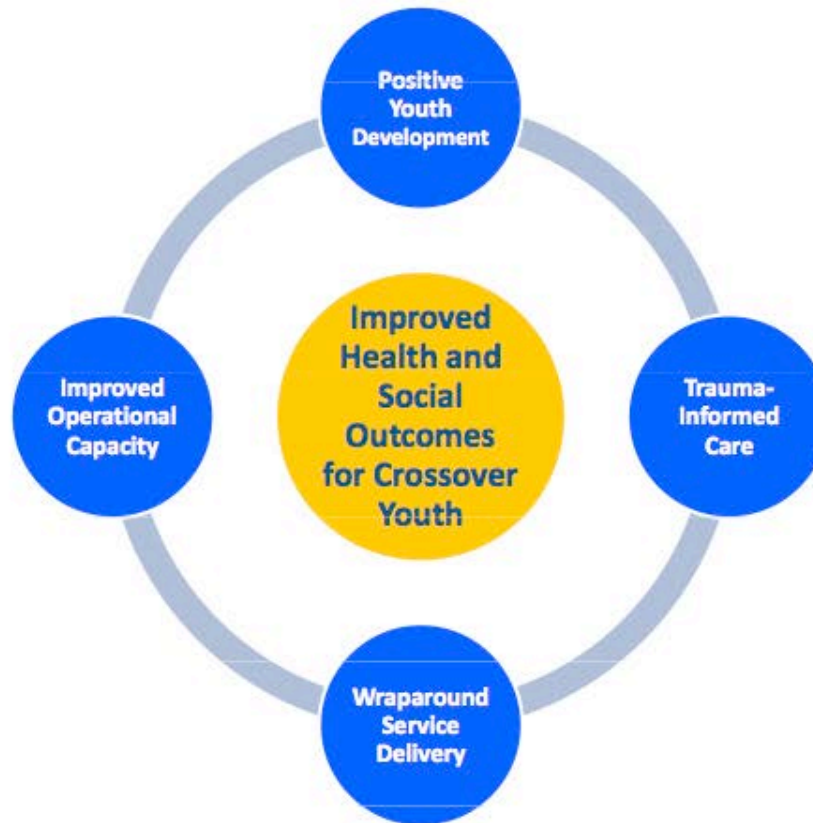 Positive
Youth
Development
Improved
Health and
Social
Outcomes
for Crossover
Youth
Improved
Operational
Capacity
Trauma-
Informed
Care
Wraparound
Service
Delivery